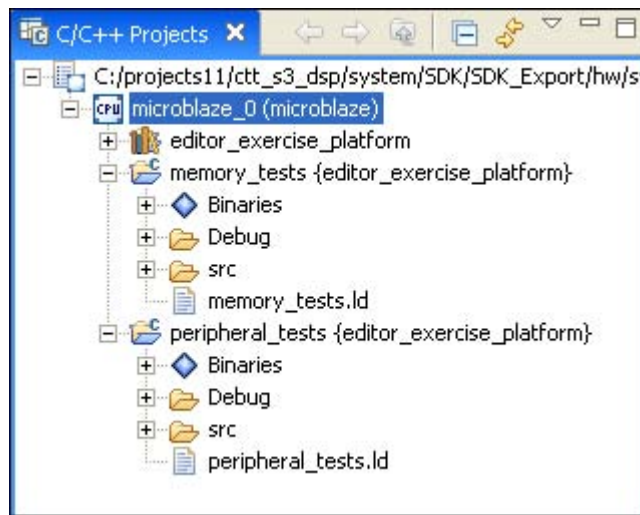 C/C++ Projects
C:/projects11/ctt_s3_dsp/system/SDK/SDK_Export/hw/s
CPU microblaze_0 (microblaze)
editor_exercise_platform
memory_tests {editor_exercise_platform}
Binaries
Debug
src
memory_tests.ld
peripheral_tests {editor_exercise_platform}
Binaries
Debug
src
peripheral_tests.ld